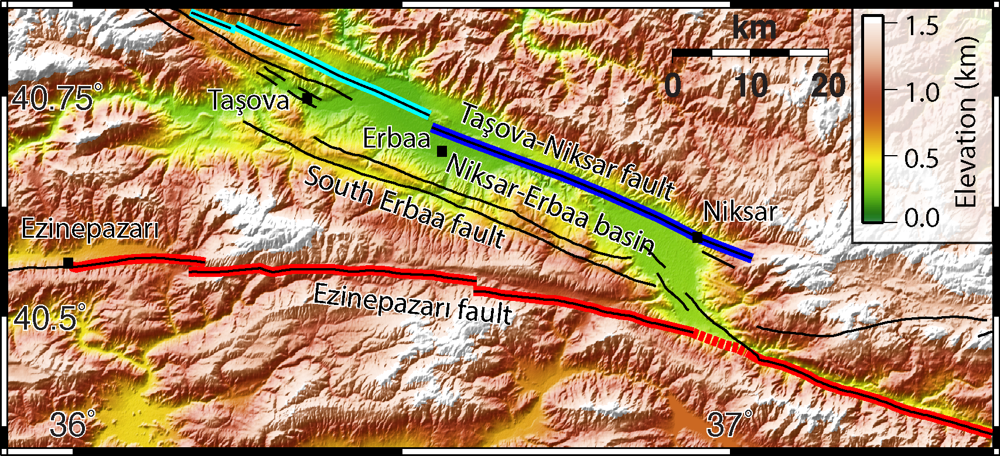 km
0 10 20
1.5
1.0
0.5
0.0
Elevation (km)
40.75°
Taşova
Erbaa
Taşova-Niksar fault
Niksar-Erbaa basin
South Erbaa fault
Niksar
Ezinepazarı
Ezinepazarı fault
40.5°
36°
37°